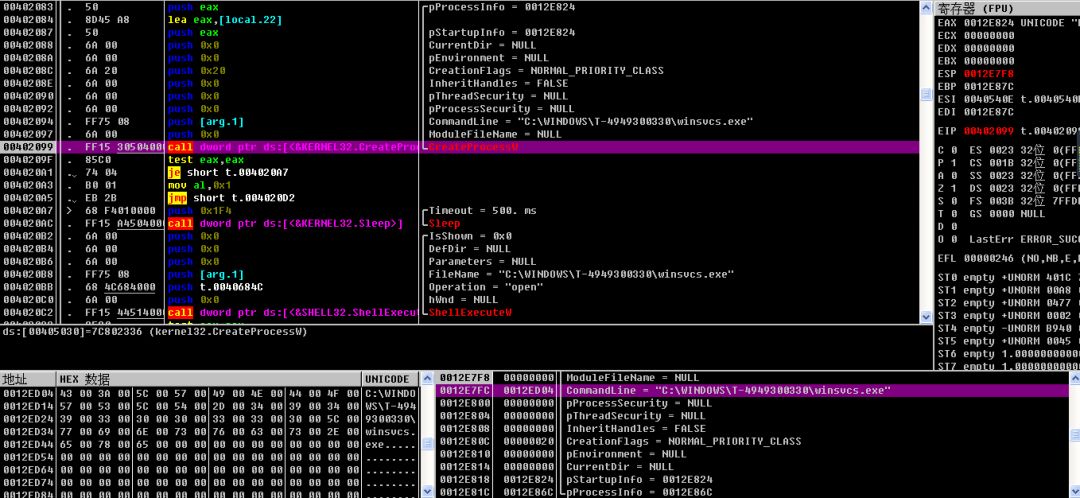 00402083 . 50 push eax pProcessInfo = 0012E824
00402084 . 8D45 A8 lea eax,[local.22]
00402087 . 50 push eax pStartupInfo = 0012E824
00402088 . 6A 00 push 0x0 CurrentDir = NULL
0040208A . 6A 00 push 0x0 pEnvironment = NULL
0040208C . 6A 20 push 0x20 CreationFlags = NORMAL_PRIORITY_CLASS
0040208E . 6A 00 push 0x0 InheritHandles = FALSE
00402090 . 6A 00 push 0x0 pThreadSecurity = NULL
00402092 . 6A 00 push 0x0 pProcessSecurity = NULL
00402094 . FF75 08 push [arg.1] CommandLine = "C:\WINDOWS\T-4949300330\winsvcs.exe"
00402097 . 6A 00 push 0x0 ModuleFileName = NULL
00402099 . FF15 30504000 call dword ptr ds:[<&KERNEL32.CreateProc CreateProcessW
0040209F . 85C0 test eax,eax
004020A1 .~ 74 04 je short t.004020A7
004020A3 . B0 01 mov al,0x1
004020A5 .~ EB 2B jmp short t.004020D2
004020A7 > 68 F4010000 push 0x1F4 Timeout = 500. ms
004020AC . FF15 A4504000 call dword ptr ds:[<&KERNEL32.Sleep>] Sleep
004020B2 . 6A 00 push 0x0 IsShown = 0x0
004020B4 . 6A 00 push 0x0 DefDir = NULL
004020B6 . 6A 00 push 0x0 Parameters = NULL
004020B8 . FF75 08 push [arg.1] FileName = "C:\WINDOWS\T-4949300330\winsvcs.exe"
004020BB . 68 4C684000 push t.0040684C Operation = "open"
004020C0 . 6A 00 push 0x0 hWnd = NULL
004020C2 . FF15 44514000 call dword ptr ds:[<&SHELL32.ShellExecut ShellExecuteW
ds:[00405030]=7C802336 (kernel32.CreateProcessW)
寄存器 (FPU)
EAX 0012E824 UNICODE "
ECX 00000000
EDX 00000000
EBX 00000000
ESP 0012E7F8
EBP 0012E87C
ESI 0040540E t.0040540E
EDI 0012E87C
EIP 00402099 t.00402099
C 0 ES 0023 32位 0(FF
P 1 CS 001B 32位 0(FF
A 0 SS 0023 32位 0(FF
Z 1 DS 0023 32位 0(FF
S 0 FS 003B 32位 7FFD
T 0 GS 0000 NULL
D 0
O 0 LastErr ERROR_SUCC
EFL 00000246 (NO,NB,E,
ST0 empty +UNORM 401C
ST1 empty +UNORM 00A8
ST2 empty +UNORM 0477
ST3 empty +UNORM 0002
ST4 empty -UNORM B940
ST5 empty +UNORM 0045
ST6 empty 1.0000000000
ST7 empty 1.0000000000
地址 HEX 数据 UNICODE
0012ED04 43 00 3A 00 5C 00 57 00 49 00 4E 00 44 00 4F 00 C:\WINDO
0012ED14 57 00 53 00 5C 00 54 00 2D 00 34 00 39 00 34 00 WS\T-494
0012ED24 39 00 33 00 30 00 30 00 33 00 33 00 30 00 5C 00 9300330\
0012ED34 77 00 69 00 6E 00 73 00 76 00 63 00 73 00 2E 00 winsvcs.
0012ED44 65 00 78 00 65 00 00 00 00 00 00 00 00 00 00 00 exe.....
0012ED54 00 00 00 00 00 00 00 00 00 00 00 00 00 00 00 00 ........
0012ED64 00 00 00 00 00 00 00 00 00 00 00 00 00 00 00 00 ........
0012ED74 00 00 00 00 00 00 00 00 00 00 00 00 00 00 00 00 ........
0012ED84 00 00 00 00 00 00 00 00 00 00 00 00 00 00 00 00 ........
0012E7F8 00000000 ModuleFileName = NULL
0012E7FC 0012ED04 CommandLine = "C:\WINDOWS\T-4949300330\winsvcs.exe"
0012E800 00000000 pProcessSecurity = NULL
0012E804 00000000 pThreadSecurity = NULL
0012E808 00000000 InheritHandles = FALSE
0012E80C 00000020 CreationFlags = NORMAL_PRIORITY_CLASS
0012E810 00000000 pEnvironment = NULL
0012E814 00000000 CurrentDir = NULL
0012E818 0012E824 pStartupInfo = 0012E824
0012E81C 0012E86C pProcessInfo = 0012E86C